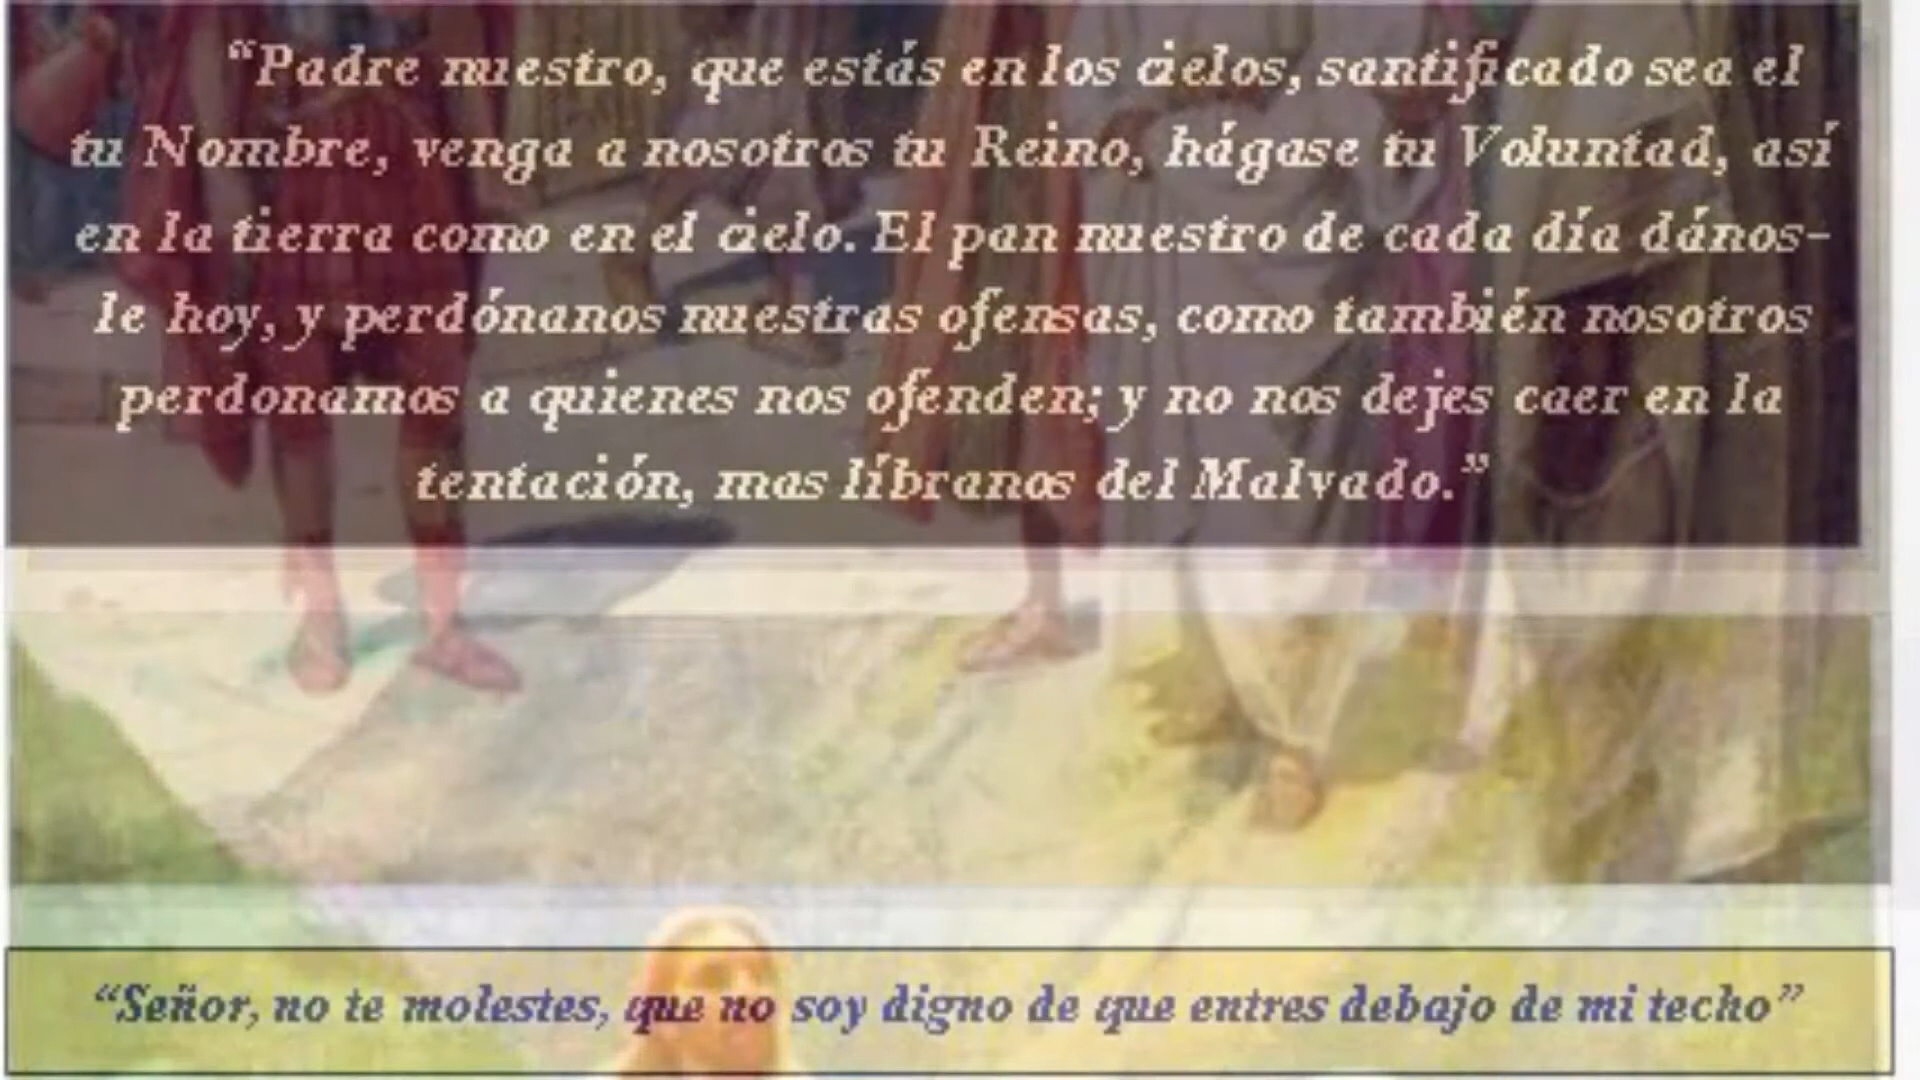 “Padre nuestro, que estás en los cielos, santificado sea el
tu Nombre, venga a nosotros tu Reino, hágase tu Voluntad, así
en la tierra como en el cielo. El pan nuestro de cada día dános-
le hoy, y perdónanos nuestras ofensas, como también nosotros
perdonamos a quienes nos ofenden; y no nos dejes caer en la
tentación, mas líbranos del Malvado.”
“Señor, no te molestes, que no soy digno de que entres debajo de mi techo”